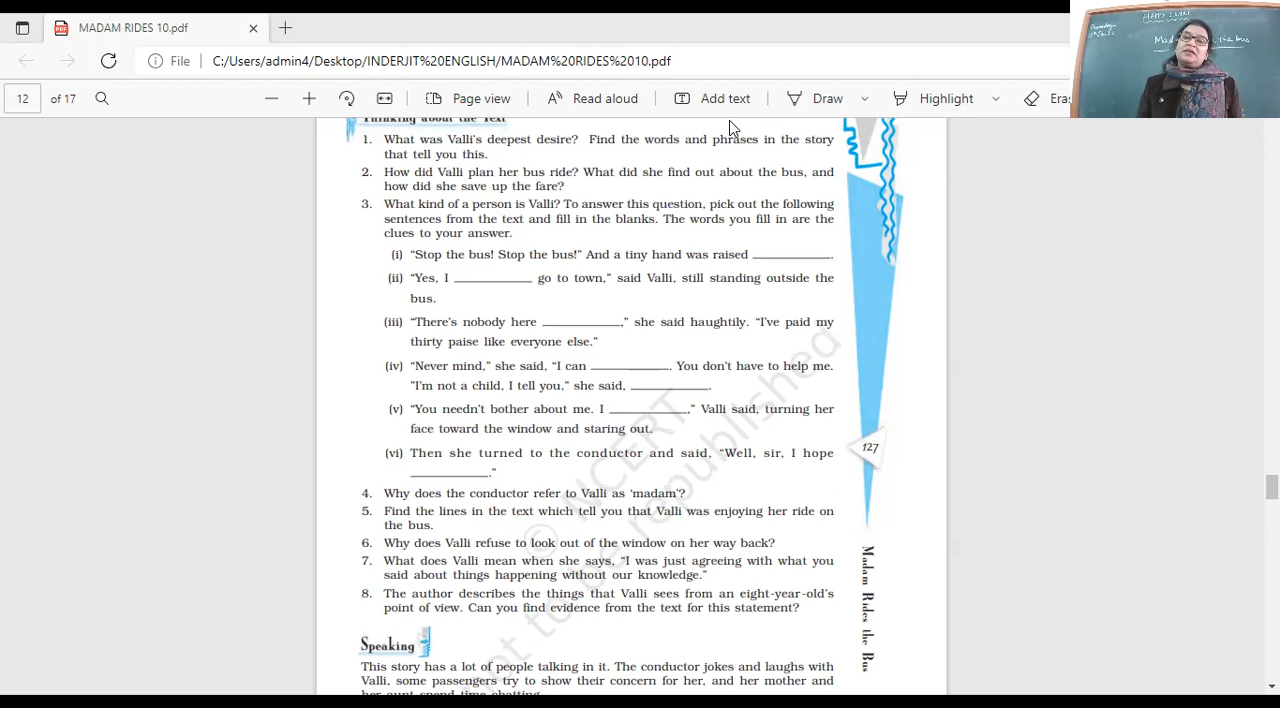 MADAM RIDES 10.pdf
File C:/Users/admin4/Desktop/INDERJIT%20ENGLISH/MADAM%20RIDES%2010.pdf
12 of 17 Page view Read aloud Add text Draw Highlight Eras
HAPPY
Mad the bus
Thinking about the Text
1. What was Valli's deepest desire? Find the words and phrases in the story
that tell you this.
2. How did Valli plan her bus ride? What did she find out about the bus, and
how did she save up the fare?
3. What kind of a person is Valli? To answer this question, pick out the following
sentences from the text and fill in the blanks. The words you fill in are the
clues to your answer.
(i) “Stop the bus! Stop the bus!” And a tiny hand was raised ____________.
(ii) “Yes, I ____________ go to town,” said Valli, still standing outside the
bus.
(iii) “There's nobody here ____________,” she said haughtily. “I've paid my
thirty paise like everyone else.”
(iv) “Never mind,” she said, “I can ____________. You don't have to help me.
"I'm not a child, I tell you,” she said, ____________.
(v) “You needn't bother about me. I ____________,” Valli said, turning her
face toward the window and staring out.
(vi) Then she turned to the conductor and said, “Well, sir, I hope
____________.”
4. Why does the conductor refer to Valli as ‘madam’?
5. Find the lines in the text which tell you that Valli was enjoying her ride on
the bus.
6. Why does Valli refuse to look out of the window on her way back?
7. What does Valli mean when she says, “I was just agreeing with what you
said about things happening without our knowledge.”
8. The author describes the things that Valli sees from an eight-year-old's
point of view. Can you find evidence from the text for this statement?
Speaking
This story has a lot of people talking in it. The conductor jokes and laughs with
Valli, some passengers try to show their concern for her, and her mother and
her aunt spend time chatting.
127
Madam Rides the Bus
© NCERT
not to be republished